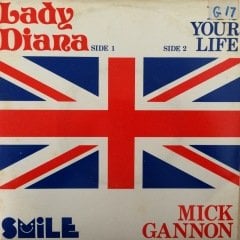 Lady
Diana
SIDE 1
SIDE 2
G 17
YOUR
LIFE
SMILE
MICK
GANNON